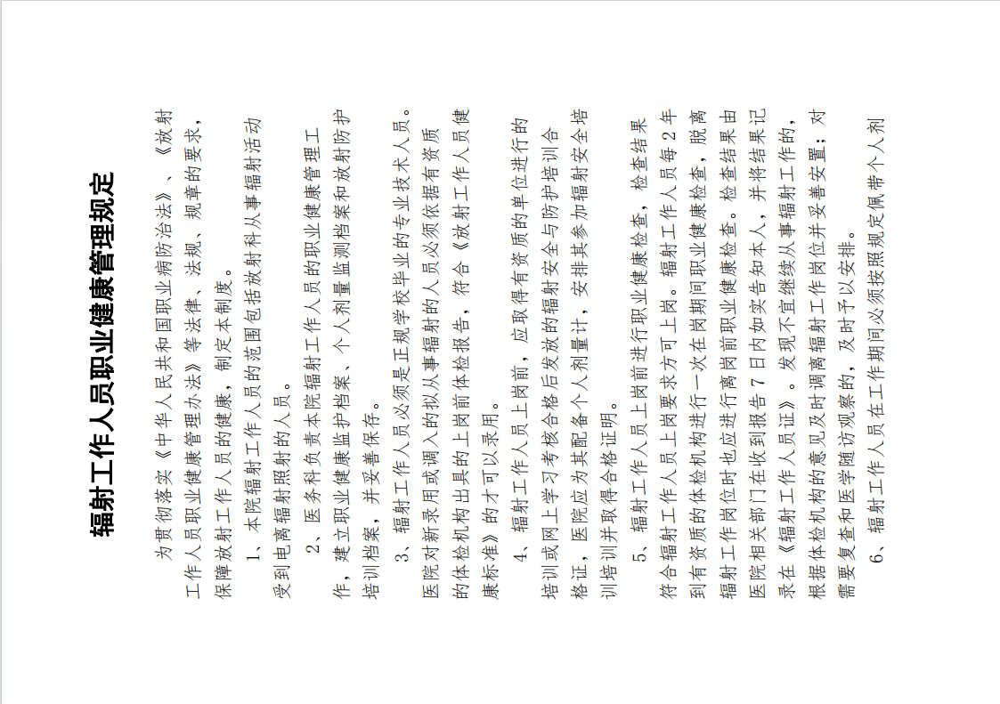 辐射工作人员职业健康管理规定
为贯彻落实《中华人民共和国职业病防治法》、《放射
工作人员职业健康管理办法》等法律、法规、规章的要求，
保障放射工作人员的健康，制定本制度。
1、本院辐射工作人员的范围包括放射科从事辐射活动
受到电离辐射照射的人员。
2、医务科负责本院辐射工作人员的职业健康管理工
作，建立职业健康监护档案、个人剂量监测档案和放射防护
培训档案，并妥善保存。
3、辐射工作人员必须是正规学校毕业的专业技术人员。
医院对新录用或调入的拟从事辐射的人员必须依据有资质
的体检机构出具的上岗前体检报告，符合《放射工作人员健
康标准》的才可以录用。
4、辐射工作人员上岗前，应取得有资质的单位进行的
培训或网上学习考核合格后发放的辐射安全与防护培训合
格证，医院应为其配备个人剂量计，安排其参加辐射安全培
训培训并取得合格证明。
5、辐射工作人员上岗前进行职业健康检查，检查结果
符合辐射工作人员上岗要求方可上岗。辐射工作人员每 2 年
到有资质的体检机构进行一次在岗期间职业健康检查，脱离
辐射工作岗位时也应进行离岗前职业健康检查。检查结果由
医院相关部门在收到报告 7 日内如实告知本人，并将结果记
录在《辐射工作人员证》。发现不宜继续从事辐射工作的，
根据体检机构的意见及时调离辐射工作岗位并妥善安置；对
需要复查和医学随访观察的，及时予以安排。
6、辐射工作人员在工作期间必须按照规定佩带个人剂